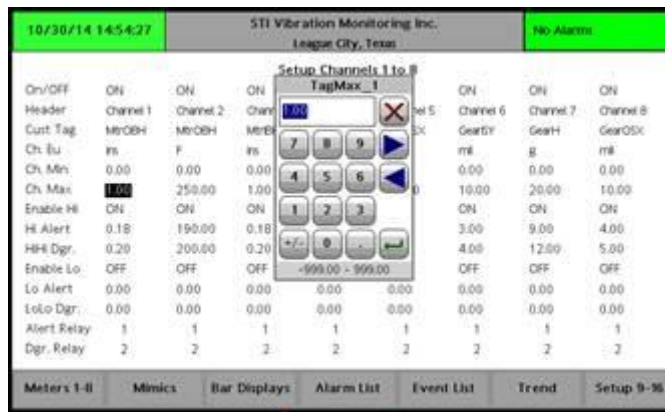 10/30/14 14:54:27 STI Vibration Monitoring Inc. No Alarms
League City, Texas
Setup Channels 1 to 8
TagMax_1
On/OFF ON ON ON ON ON ON
Header Channel 1 Channel 2 Channel 6 Channel 7 Channel 8
1.00
Cust Tag MtrOBH MtrOBH GearISY GearH GearOSX
7 8 9
Ch. Eu ins F ins mil g mil
Ch. Min 0.00 0.00 0.00 0.00 0.00 0.00
4 5 6
Ch. Max 1.00 250.00 1.00 10.00 20.00 10.00
Enable Hi ON ON ON ON ON ON
1 2 3
Hi Alert 0.18 190.00 0.18 3.00 9.00 4.00
HiHi Dgr. 0.20 200.00 0.20 4.00 12.00 5.00
+/- 0 .
Enable Lo OFF OFF OFF OFF OFF OFF
-999.00 - 999.00
Lo Alert 0.00 0.00 0.00 0.00 0.00 0.00 0.00 0.00
LoLo Dgr. 0.00 0.00 0.00 0.00 0.00 0.00 0.00 0.00
Alert Relay 1 1 1 1 1 1 1 1
Dgr. Relay 2 2 2 2 2 2 2 2
Meters 1-8 Mimics Bar Displays Alarm List Event List Trend Setup 9-16